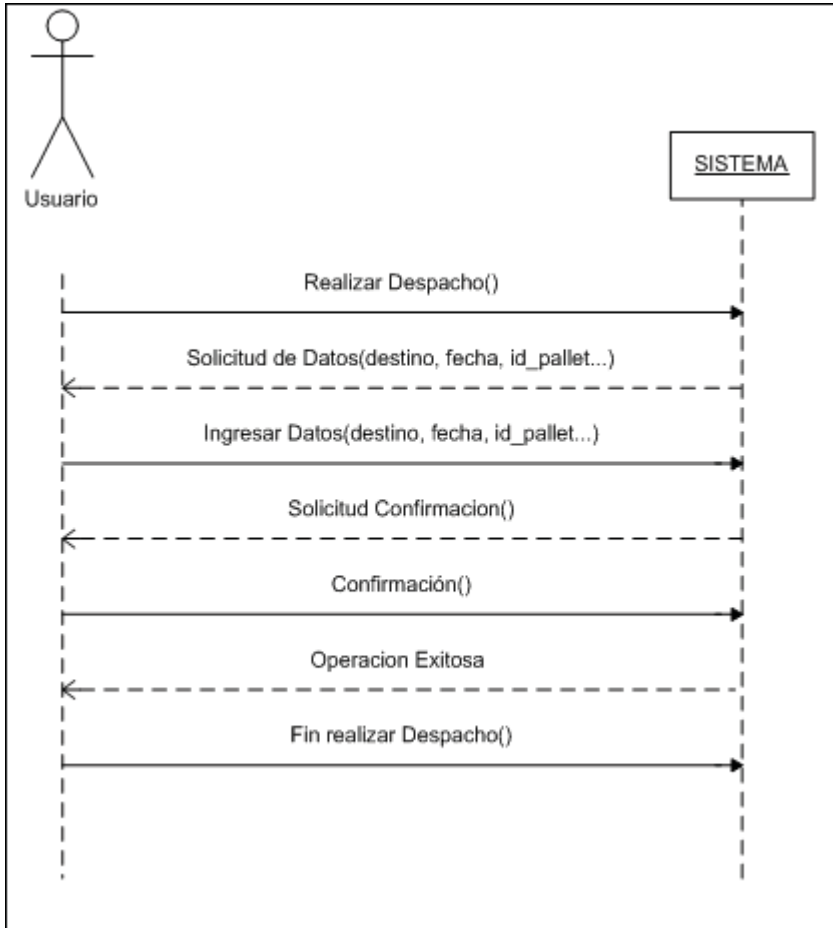 Usuario
SISTEMA
Realizar Despacho()
Solicitud de Datos(destino, fecha, id_pallet...)
Ingresar Datos(destino, fecha, id_pallet...)
Solicitud Confirmacion()
Confirmación()
Operacion Exitosa
Fin realizar Despacho()